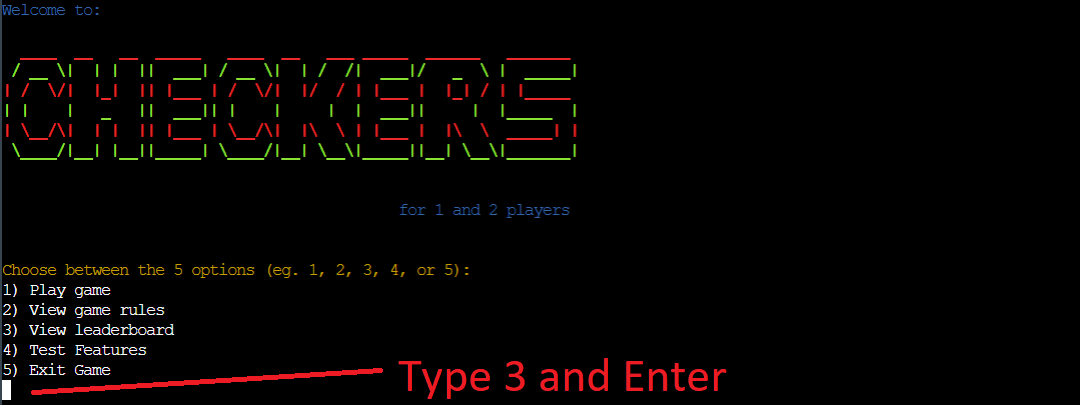 Welcome to:
CHECKERS
for 1 and 2 players
Choose between the 5 options (eg. 1, 2, 3, 4, or 5):
1) Play game
2) View game rules
3) View leaderboard
4) Test Features
5) Exit Game
Type 3 and Enter